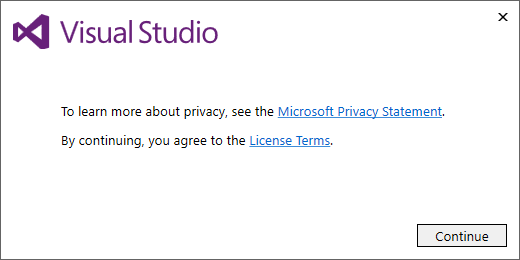 Visual Studio
To learn more about privacy, see the Microsoft Privacy Statement.
By continuing, you agree to the License Terms.
Continue